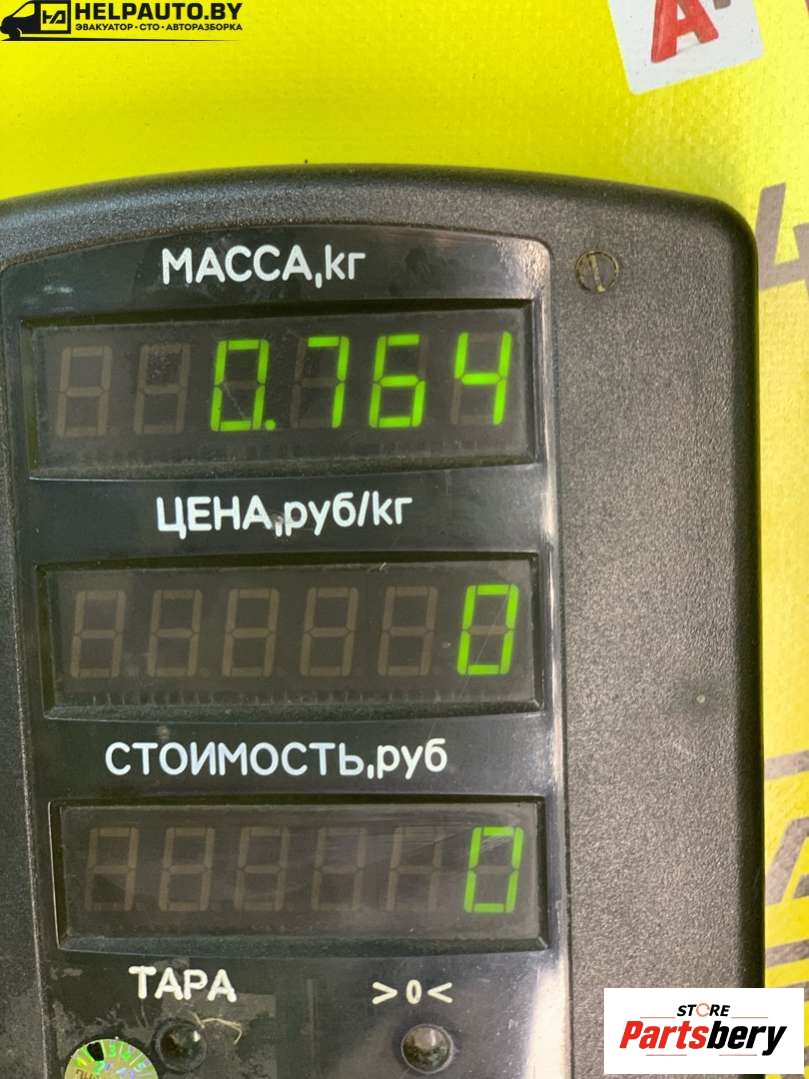 HELPAUTO.BY
ЭВАКУАТОР • СТО • АВТОРАЗБОРКА
МАССА,кг
0.764
ЦЕНА,руб/кг
0
СТОИМОСТЬ,руб
0
ТАРА >0<
STORE
Partsbery